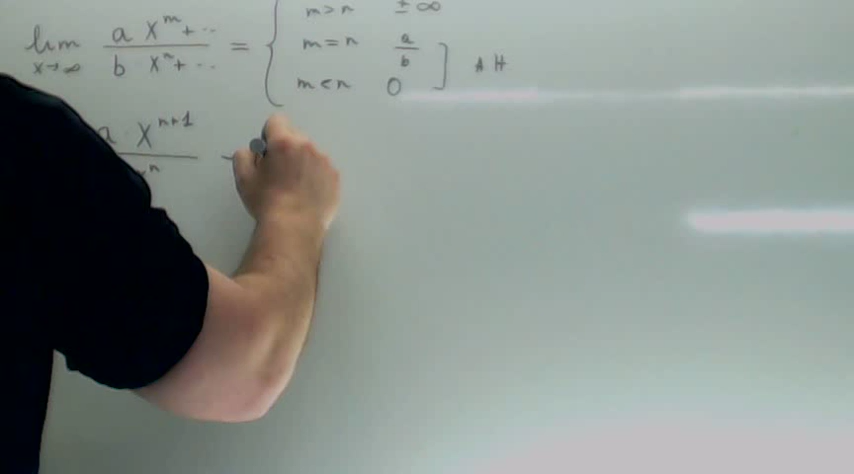 lim x→∞ a x^m + ··· / b x^n + ··· = { m > n ± ∞
m = n a/b
m < n 0 ] A H
a x^{n+1} / x^n